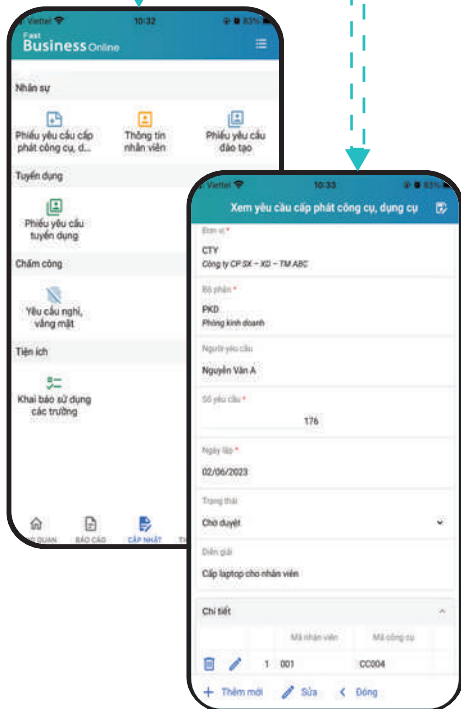 Viettel 10:32 83%
Fast
Business Online
Nhân sự
Phiếu yêu cầu cấp phát công cụ, d...
Thông tin nhân viên
Phiếu yêu cầu đào tạo
Tuyển dụng
Phiếu yêu cầu tuyển dụng
Chấm công
Yêu cầu nghỉ, vắng mặt
Tiện ích
Khai báo sử dụng các trường
QUAN
BÁO CÁO
CẬP NHẬT
Viettel 10:33 83%
Xem yêu cầu cấp phát công cụ, dụng cụ
Đơn vị *
CTY
Công ty CP SX – XD – TM ABC
Bộ phận *
PKD
Phòng kinh doanh
Người yêu cầu
Nguyễn Văn A
Số yêu cầu *
176
Ngày lập *
02/06/2023
Trạng thái
Chờ duyệt
Diễn giải
Cấp laptop cho nhân viên
Chi tiết
Mã nhân viên Mã công cụ
1 001 CC004
+ Thêm mới Sửa < Đóng